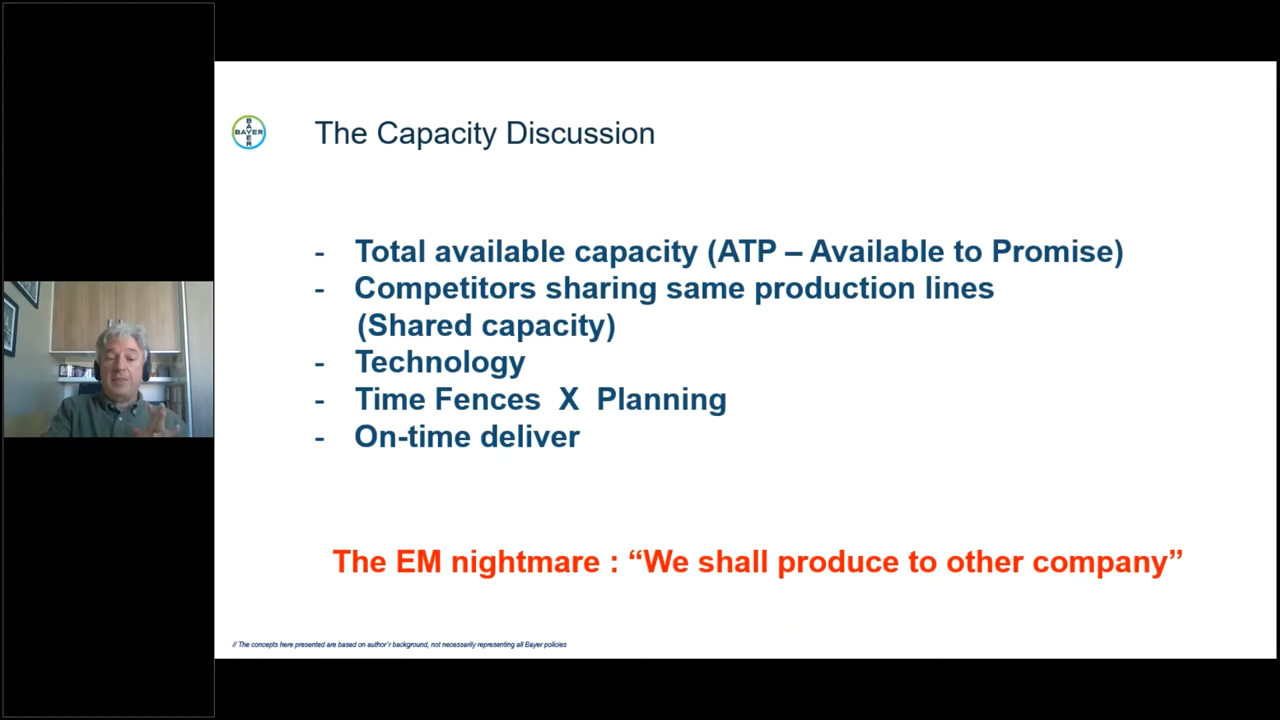 BAYER
BAYER
The Capacity Discussion
- Total available capacity (ATP – Available to Promise)
- Competitors sharing same production lines
(Shared capacity)
- Technology
- Time Fences X Planning
- On-time deliver
The EM nightmare : “We shall produce to other company”
// The concepts here presented are based on author’s background, not necessarily representing all Bayer policies